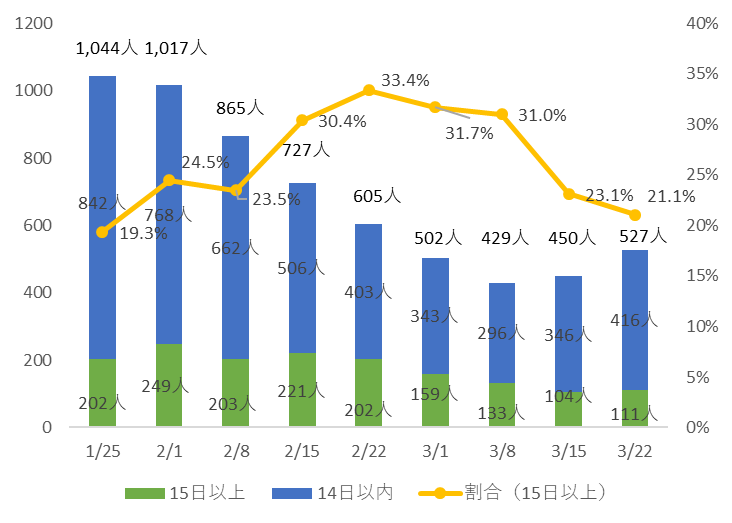 1200
1000
800
600
400
200
0
40%
35%
30%
25%
20%
15%
10%
5%
0%
1,044人
1,017人
865人
727人
605人
502人
429人
450人
527人
19.3%
24.5%
23.5%
30.4%
33.4%
31.7%
31.0%
23.1%
21.1%
842人
768人
662人
506人
403人
343人
296人
346人
416人
202人
249人
203人
221人
202人
159人
133人
104人
111人
1/25 2/1 2/8 2/15 2/22 3/1 3/8 3/15 3/22
15日以上 14日以内 割合（15日以上）